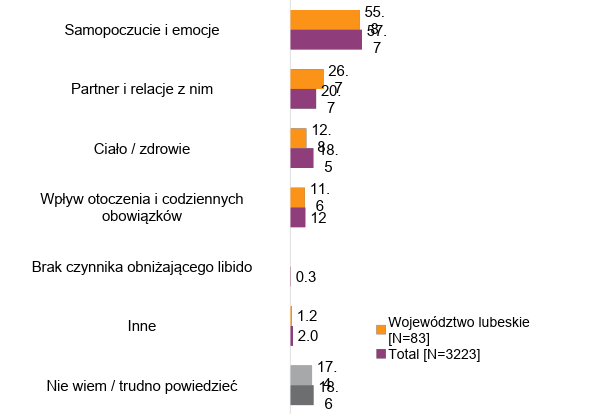 Samopoczucie i emocje
55.8
57.7
Partner i relacje z nim
26.7
20.7
Ciało / zdrowie
12.8
18.5
Wpływ otoczenia i codziennych
obowiązków
11.6
12
Brak czynnika obniżającego libido
0.3
Inne
1.2
2.0
Województwo lubeskie
[N=83]
Total [N=3223]
Nie wiem / trudno powiedzieć
17.4
18.6